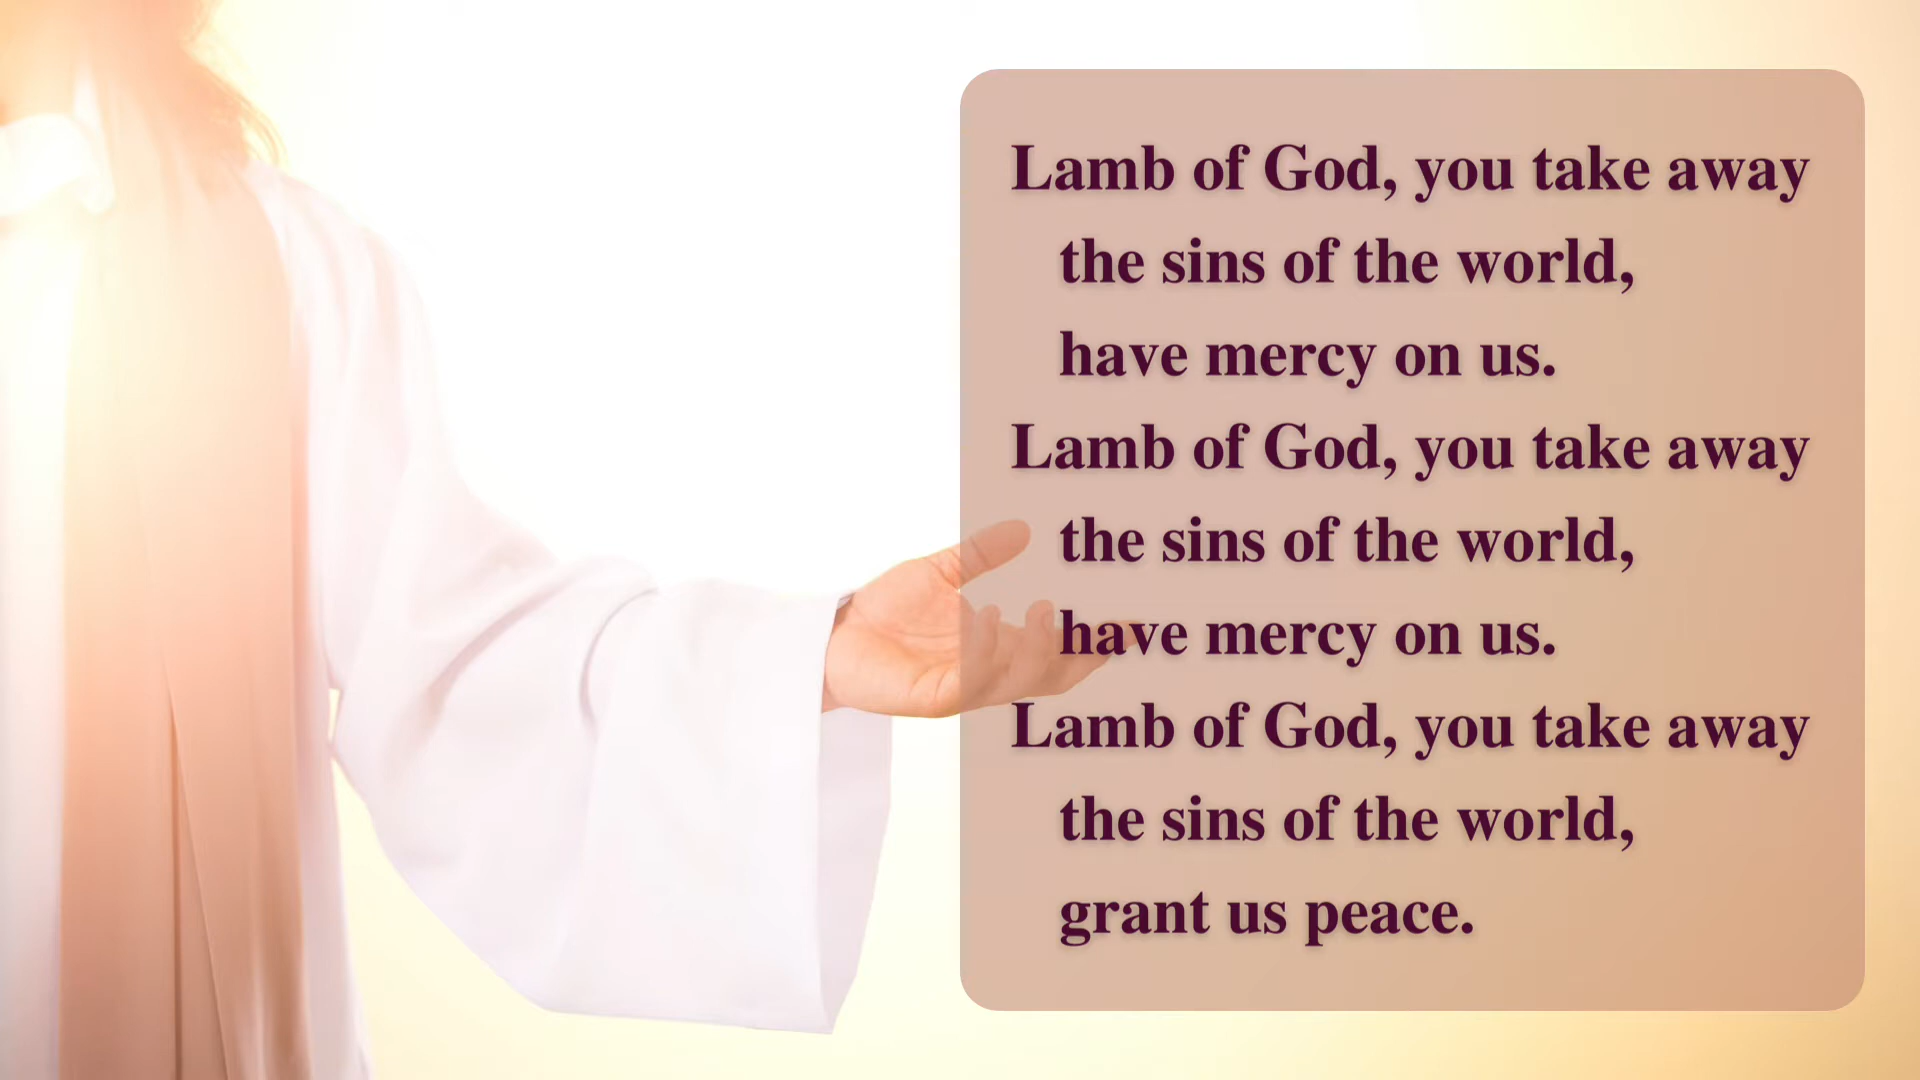 Lamb of God, you take away
the sins of the world,
have mercy on us.
Lamb of God, you take away
the sins of the world,
have mercy on us.
Lamb of God, you take away
the sins of the world,
grant us peace.